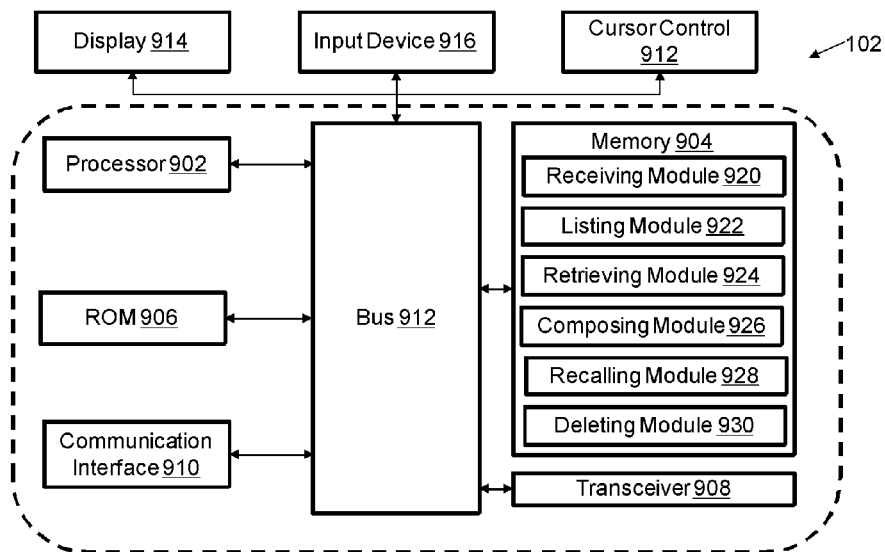 Display 914
Input Device 916
Cursor Control
912
102
Processor 902
ROM 906
Communication
Interface 910
Bus 912
Memory 904
Receiving Module 920
Listing Module 922
Retrieving Module 924
Composing Module 926
Recalling Module 928
Deleting Module 930
Transceiver 908